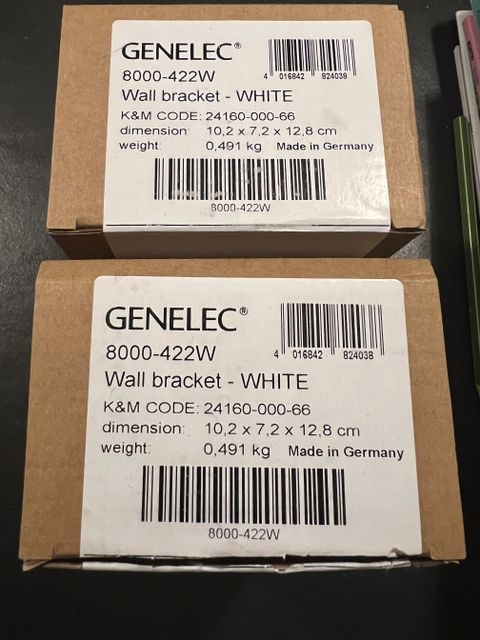 GENELEC®
8000-422W
4 016842 824038
Wall bracket - WHITE
K&M CODE: 24160-000-66
dimension: 10,2 x 7,2 x 12,8 cm
weight: 0,491 kg Made in Germany
8000-422W
GENELEC®
8000-422W
4 016842 824038
Wall bracket - WHITE
K&M CODE: 24160-000-66
dimension: 10,2 x 7,2 x 12,8 cm
weight: 0,491 kg Made in Germany
8000-422W